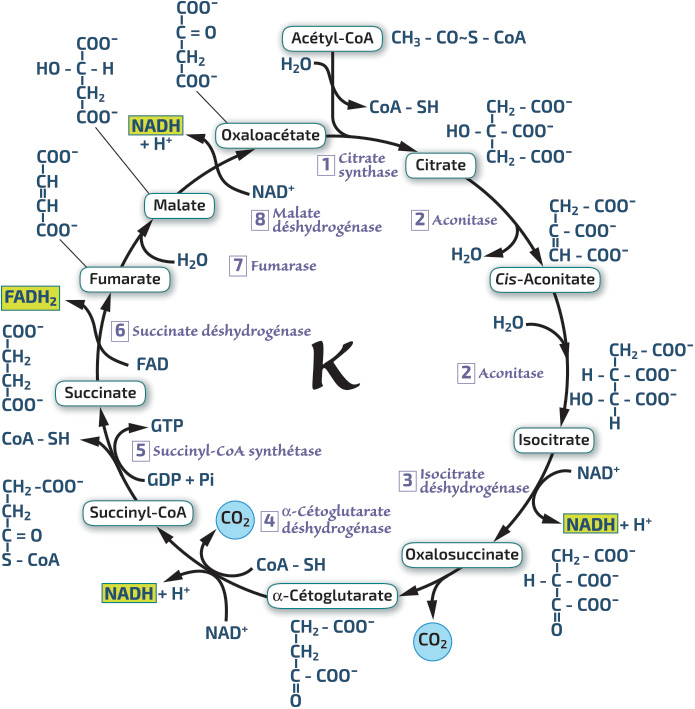 COO⁻
C = O
CH₂
COO⁻
Acétyl-CoA
CH₃ - CO~S - CoA
H₂O
CoA - SH
COO⁻
HO - C - H
CH₂
COO⁻
NADH
+ H⁺
Oxaloacétate
1 Citrate
synthase
Citrate
CH₂ - COO⁻
HO - C - COO⁻
CH₂ - COO⁻
COO⁻
CH
CH
COO⁻
Malate
NAD⁺
8 Malate
déshydrogénase
2 Aconitase
H₂O
CH₂ - COO⁻
C - COO⁻
CH - COO⁻
Cis-Aconitate
H₂O
7 Fumarase
Fumarate
FADH₂
6 Succinate déshydrogénase
FAD
COO⁻
CH₂
CH₂
COO⁻
Succinate
K
H₂O
2 Aconitase
CH₂ - COO⁻
H - C - COO⁻
HO - C - COO⁻
H
Isocitrate
GTP
CoA - SH
5 Succinyl-CoA synthétase
GDP + Pi
3 Isocitrate
déshydrogénase
NAD⁺
NADH + H⁺
CH₂ - COO⁻
CH₂
C = O
S - CoA
Succinyl-CoA
CO₂
4 α-Cétoglutarate
déshydrogénase
CoA - SH
NADH + H⁺
NAD⁺
α-Cétoglutarate
CH₂ - COO⁻
CH₂
C - COO⁻
O
Oxalosuccinate
CO₂
CH₂ - COO⁻
H - C - COO⁻
C - COO⁻
O